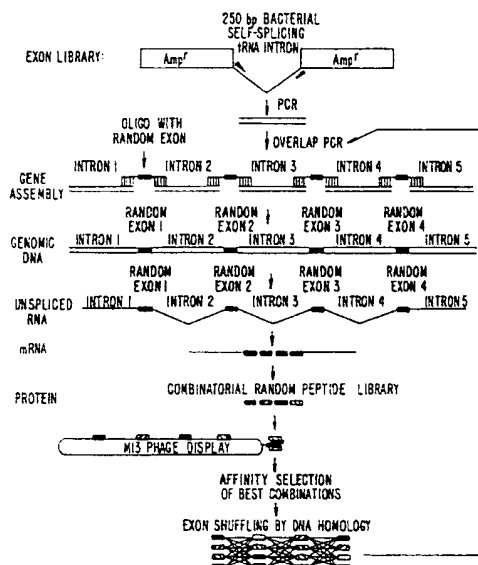 250 bp BACTERIAL
SELF-SPLICING
tRNA INTRON
EXON LIBRARY:
Ampʳ
Ampʳ
PCR
OLIGO WITH
RANDOM EXON
OVERLAP PCR
INTRON 1
INTRON 2
INTRON 3
INTRON 4
INTRON 5
GENE
ASSEMBLY
RANDOM
EXON 1
RANDOM
EXON 2
RANDOM
EXON 3
RANDOM
EXON 4
GENOMIC
DNA
INTRON 1
INTRON 2
INTRON 3
INTRON 4
INTRON 5
RANDOM
EXON 1
RANDOM
EXON 2
RANDOM
EXON 3
RANDOM
EXON 4
UNSPLICED
RNA
INTRON 1
INTRON 2
INTRON 3
INTRON 4
INTRON 5
mRNA
COMBINATORIAL RANDOM PEPTIDE LIBRARY
PROTEIN
M13 PHAGE DISPLAY
AFFINITY SELECTION
OF BEST COMBINATIONS
EXON SHUFFLING BY DNA HOMOLOGY